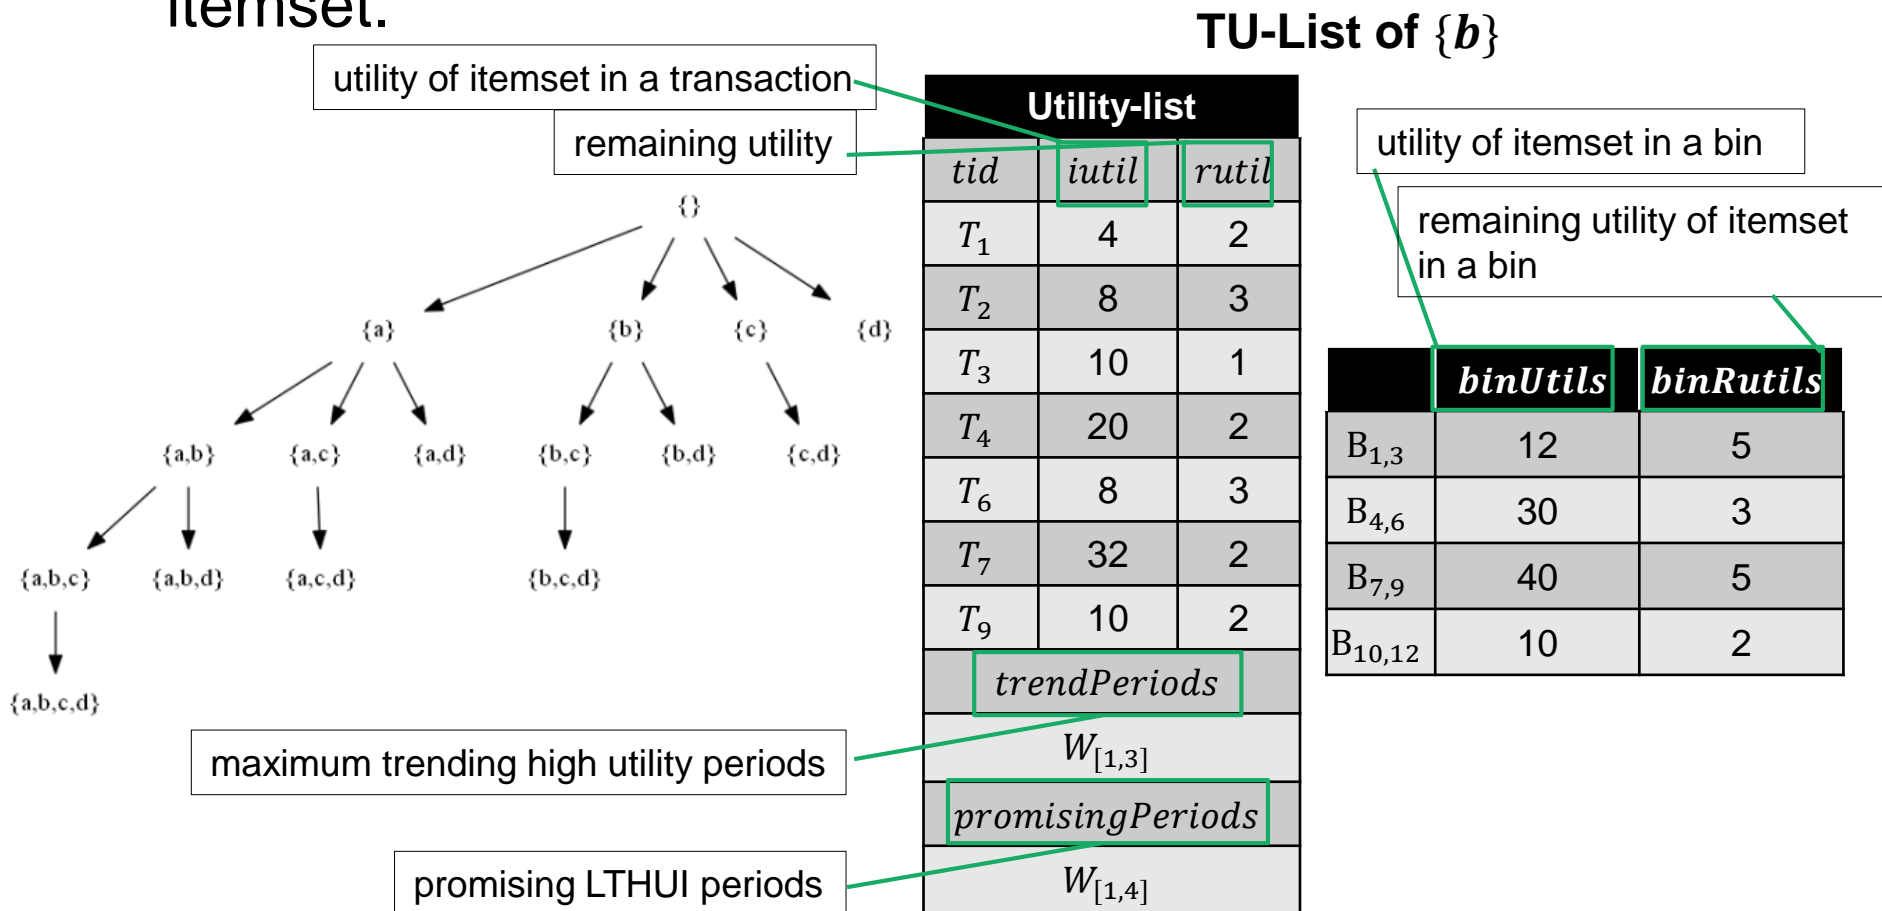 itemset.
TU-List of {b}
utility of itemset in a transaction
remaining utility
{}
{a} {b} {c} {d}
{a,b} {a,c} {a,d} {b,c} {b,d} {c,d}
{a,b,c} {a,b,d} {a,c,d} {b,c,d}
{a,b,c,d}
Utility-list
tid iutil rutil
T1 4 2
T2 8 3
T3 10 1
T4 20 2
T6 8 3
T7 32 2
T9 10 2
trendPeriods
W[1,3]
promisingPeriods
W[1,4]
maximum trending high utility periods
promising LTHUI periods
utility of itemset in a bin
remaining utility of itemset
in a bin
binUtils binRutils
B1,3 12 5
B4,6 30 3
B7,9 40 5
B10,12 10 2